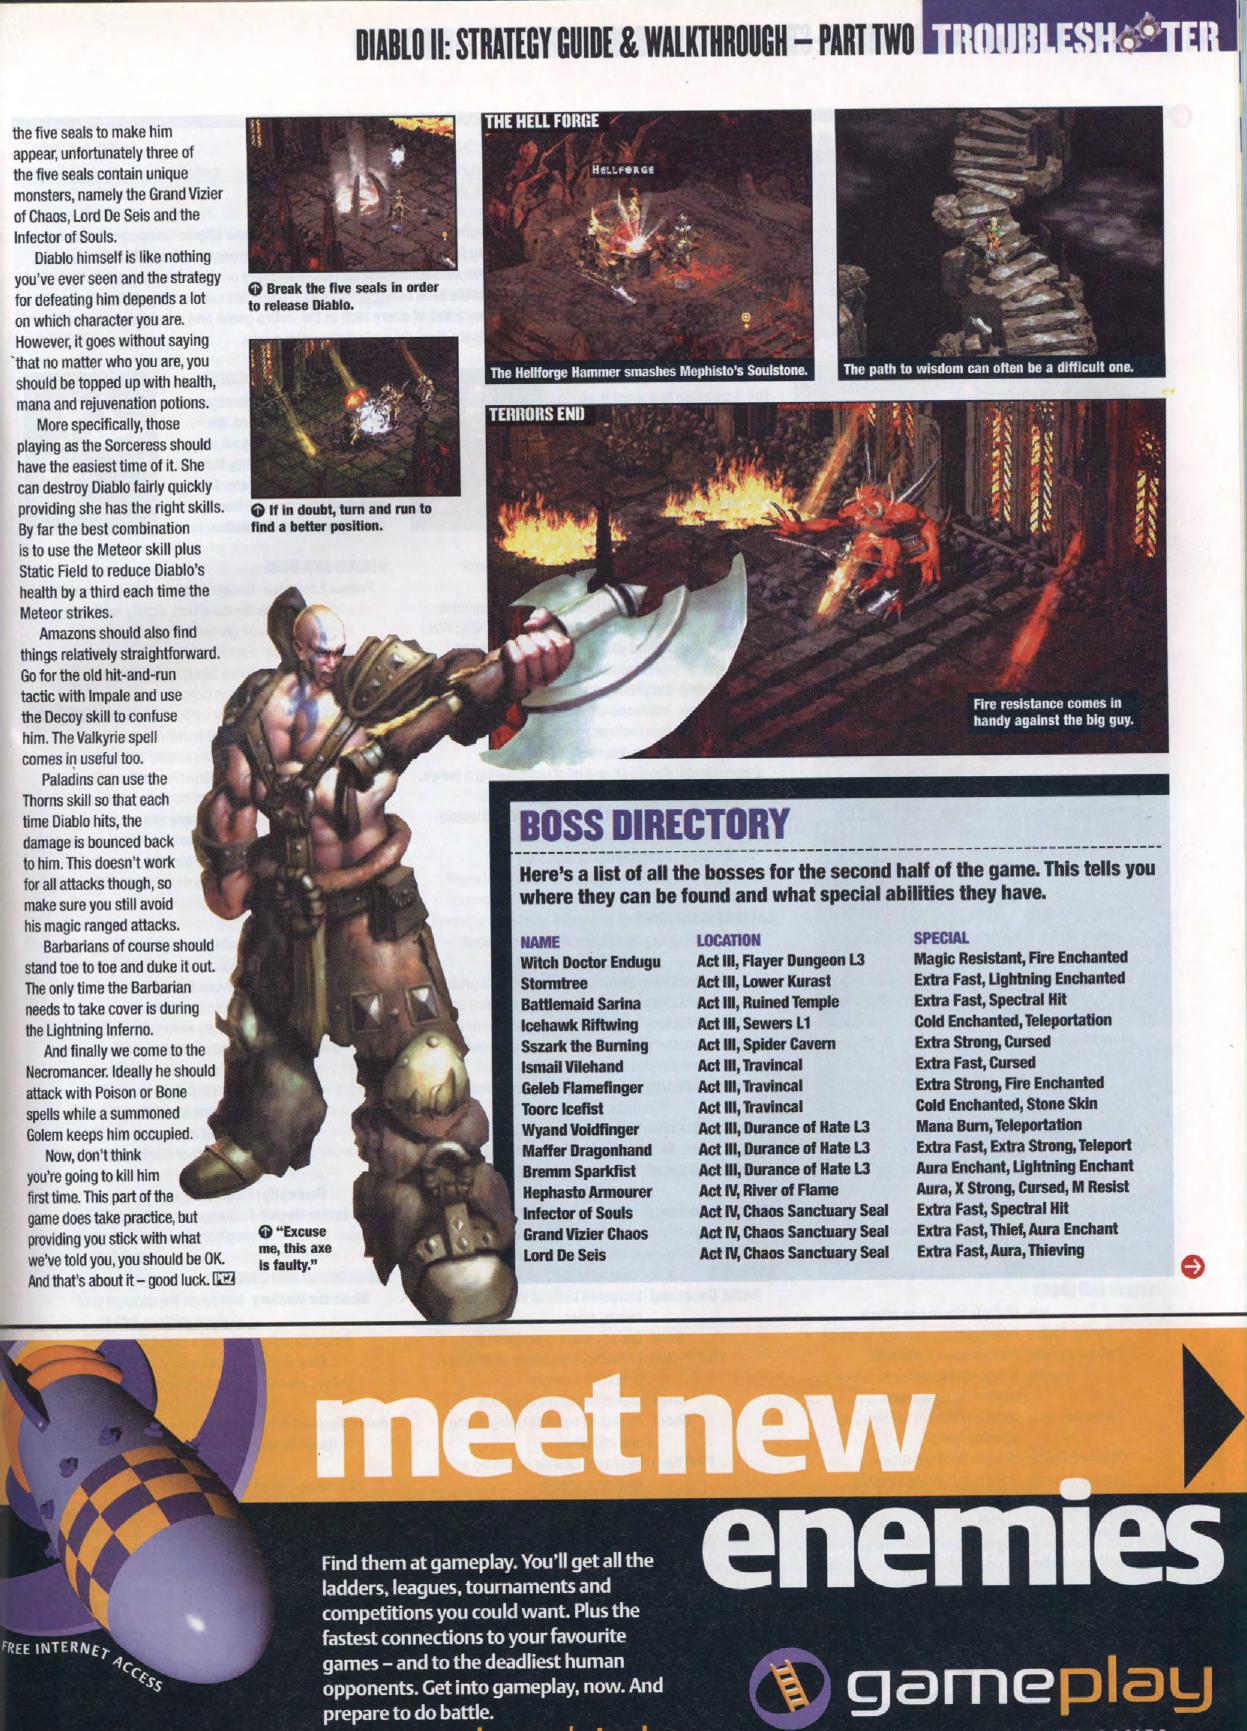 DIABLO II: STRATEGY GUIDE & WALKTHROUGH – PART TWO TROUBLESHOOTER
the five seals to make him
appear, unfortunately three of
the five seals contain unique
monsters, namely the Grand Vizier
of Chaos, Lord De Seis and the
Infector of Souls.
Diablo himself is like nothing
you've ever seen and the strategy
for defeating him depends a lot
on which character you are.
However, it goes without saying
that no matter who you are, you
should be topped up with health,
mana and rejuvenation potions.
More specifically, those
playing as the Sorceress should
have the easiest time of it. She
can destroy Diablo fairly quickly
providing she has the right skills.
By far the best combination
is to use the Meteor skill plus
Static Field to reduce Diablo's
health by a third each time the
Meteor strikes.
Amazons should also find
things relatively straightforward.
Go for the old hit-and-run
tactic with Impale and use
the Decoy skill to confuse
him. The Valkyrie spell
comes in useful too.
Paladins can use the
Thorns skill so that each
time Diablo hits, the
damage is bounced back
to him. This doesn't work
for all attacks though, so
make sure you still avoid
his magic ranged attacks.
Barbarians of course should
stand toe to toe and duke it out.
The only time the Barbarian
needs to take cover is during
the Lightning Inferno.
And finally we come to the
Necromancer. Ideally he should
attack with Poison or Bone
spells while a summoned
Golem keeps him occupied.
Now, don't think
you're going to kill him
first time. This part of the
game does take practice, but
providing you stick with what
we've told you, you should be OK.
And that's about it – good luck. PCZ
Break the five seals in order
to release Diablo.
If in doubt, turn and run to
find a better position.
THE HELL FORGE
HELLFORGE
The Hellforge Hammer smashes Mephisto's Soulstone.
The path to wisdom can often be a difficult one.
TERRORS END
Fire resistance comes in
handy against the big guy.
"Excuse
me, this axe
is faulty."
BOSS DIRECTORY
Here's a list of all the bosses for the second half of the game. This tells you
where they can be found and what special abilities they have.
NAME LOCATION SPECIAL
Witch Doctor Endugu Act III, Flayer Dungeon L3 Magic Resistant, Fire Enchanted
Stormtree Act III, Lower Kurast Extra Fast, Lightning Enchanted
Battlemaid Sarina Act III, Ruined Temple Extra Fast, Spectral Hit
Icehawk Riftwing Act III, Sewers L1 Cold Enchanted, Teleportation
Sszark the Burning Act III, Spider Cavern Extra Strong, Cursed
Ismail Vilehand Act III, Travincal Extra Fast, Cursed
Geleb Flamefinger Act III, Travincal Extra Strong, Fire Enchanted
Toorc Icefist Act III, Travincal Cold Enchanted, Stone Skin
Wyand Voidfinger Act III, Durance of Hate L3 Mana Burn, Teleportation
Maffer Dragonhand Act III, Durance of Hate L3 Extra Fast, Extra Strong, Teleport
Bremm Sparkfist Act III, Durance of Hate L3 Aura Enchant, Lightning Enchant
Hephasto Armourer Act IV, River of Flame Aura, X Strong, Cursed, M Resist
Infector of Souls Act IV, Chaos Sanctuary Seal Extra Fast, Spectral Hit
Grand Vizier Chaos Act IV, Chaos Sanctuary Seal Extra Fast, Thief, Aura Enchant
Lord De Seis Act IV, Chaos Sanctuary Seal Extra Fast, Aura, Thieving
meet new
enemies
FREE INTERNET ACCESS
Find them at gameplay. You'll get all the
ladders, leagues, tournaments and
competitions you could want. Plus the
fastest connections to your favourite
games – and to the deadliest human
opponents. Get into gameplay, now. And
prepare to do battle.
gameplay